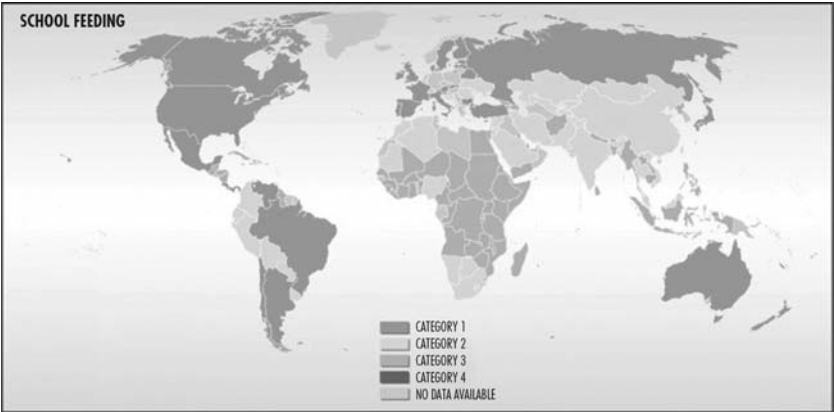 SCHOOL FEEDING
CATEGORY 1
CATEGORY 2
CATEGORY 3
CATEGORY 4
NO DATA AVAILABLE